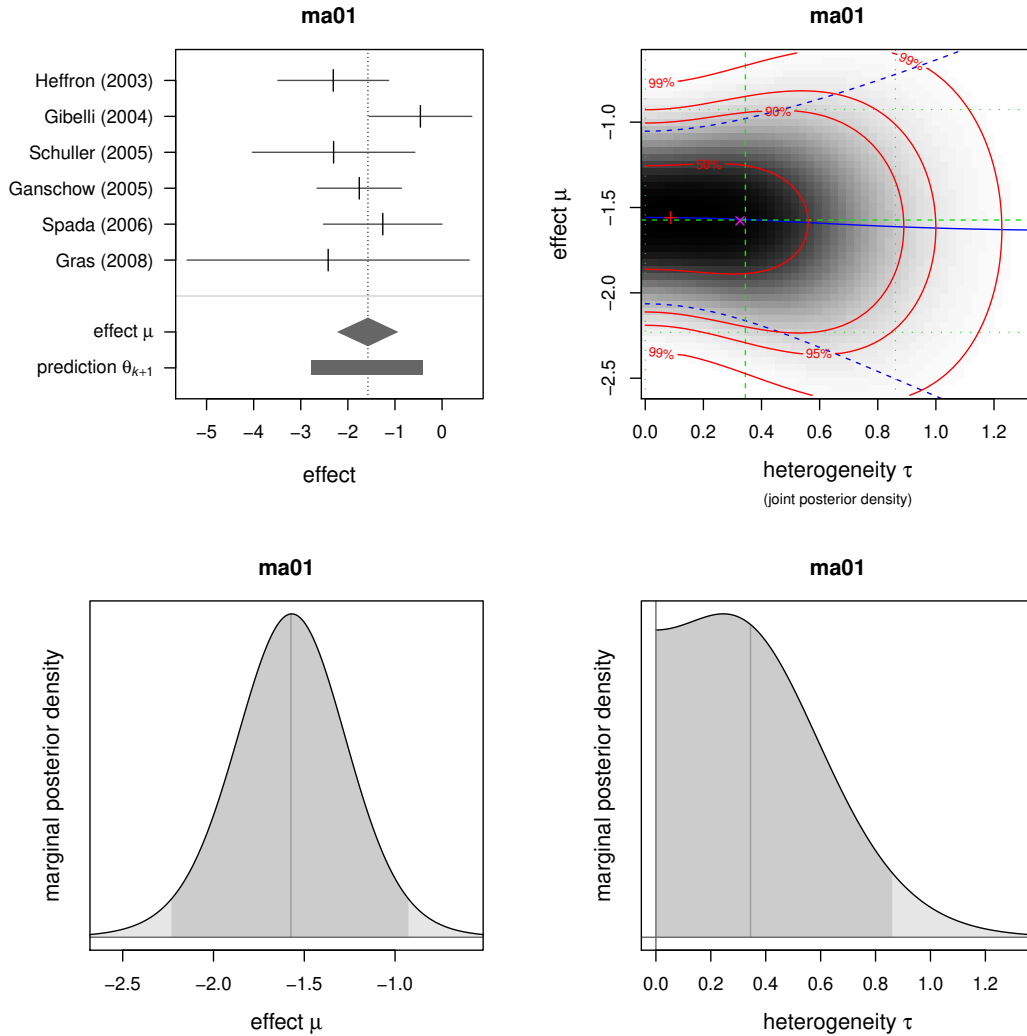 ma01
Heffron (2003)
Gibelli (2004)
Schuller (2005)
Ganschow (2005)
Spada (2006)
Gras (2008)
effect μ
prediction θk+1
−5 −4 −3 −2 −1 0
effect
ma01
effect μ
−1.0
−1.5
−2.0
−2.5
99%
99%
90%
50%
95%
99%
0.0 0.2 0.4 0.6 0.8 1.0 1.2
heterogeneity τ
(joint posterior density)
ma01
marginal posterior density
−2.5 −2.0 −1.5 −1.0
effect μ
ma01
marginal posterior density
0.0 0.2 0.4 0.6 0.8 1.0 1.2
heterogeneity τ